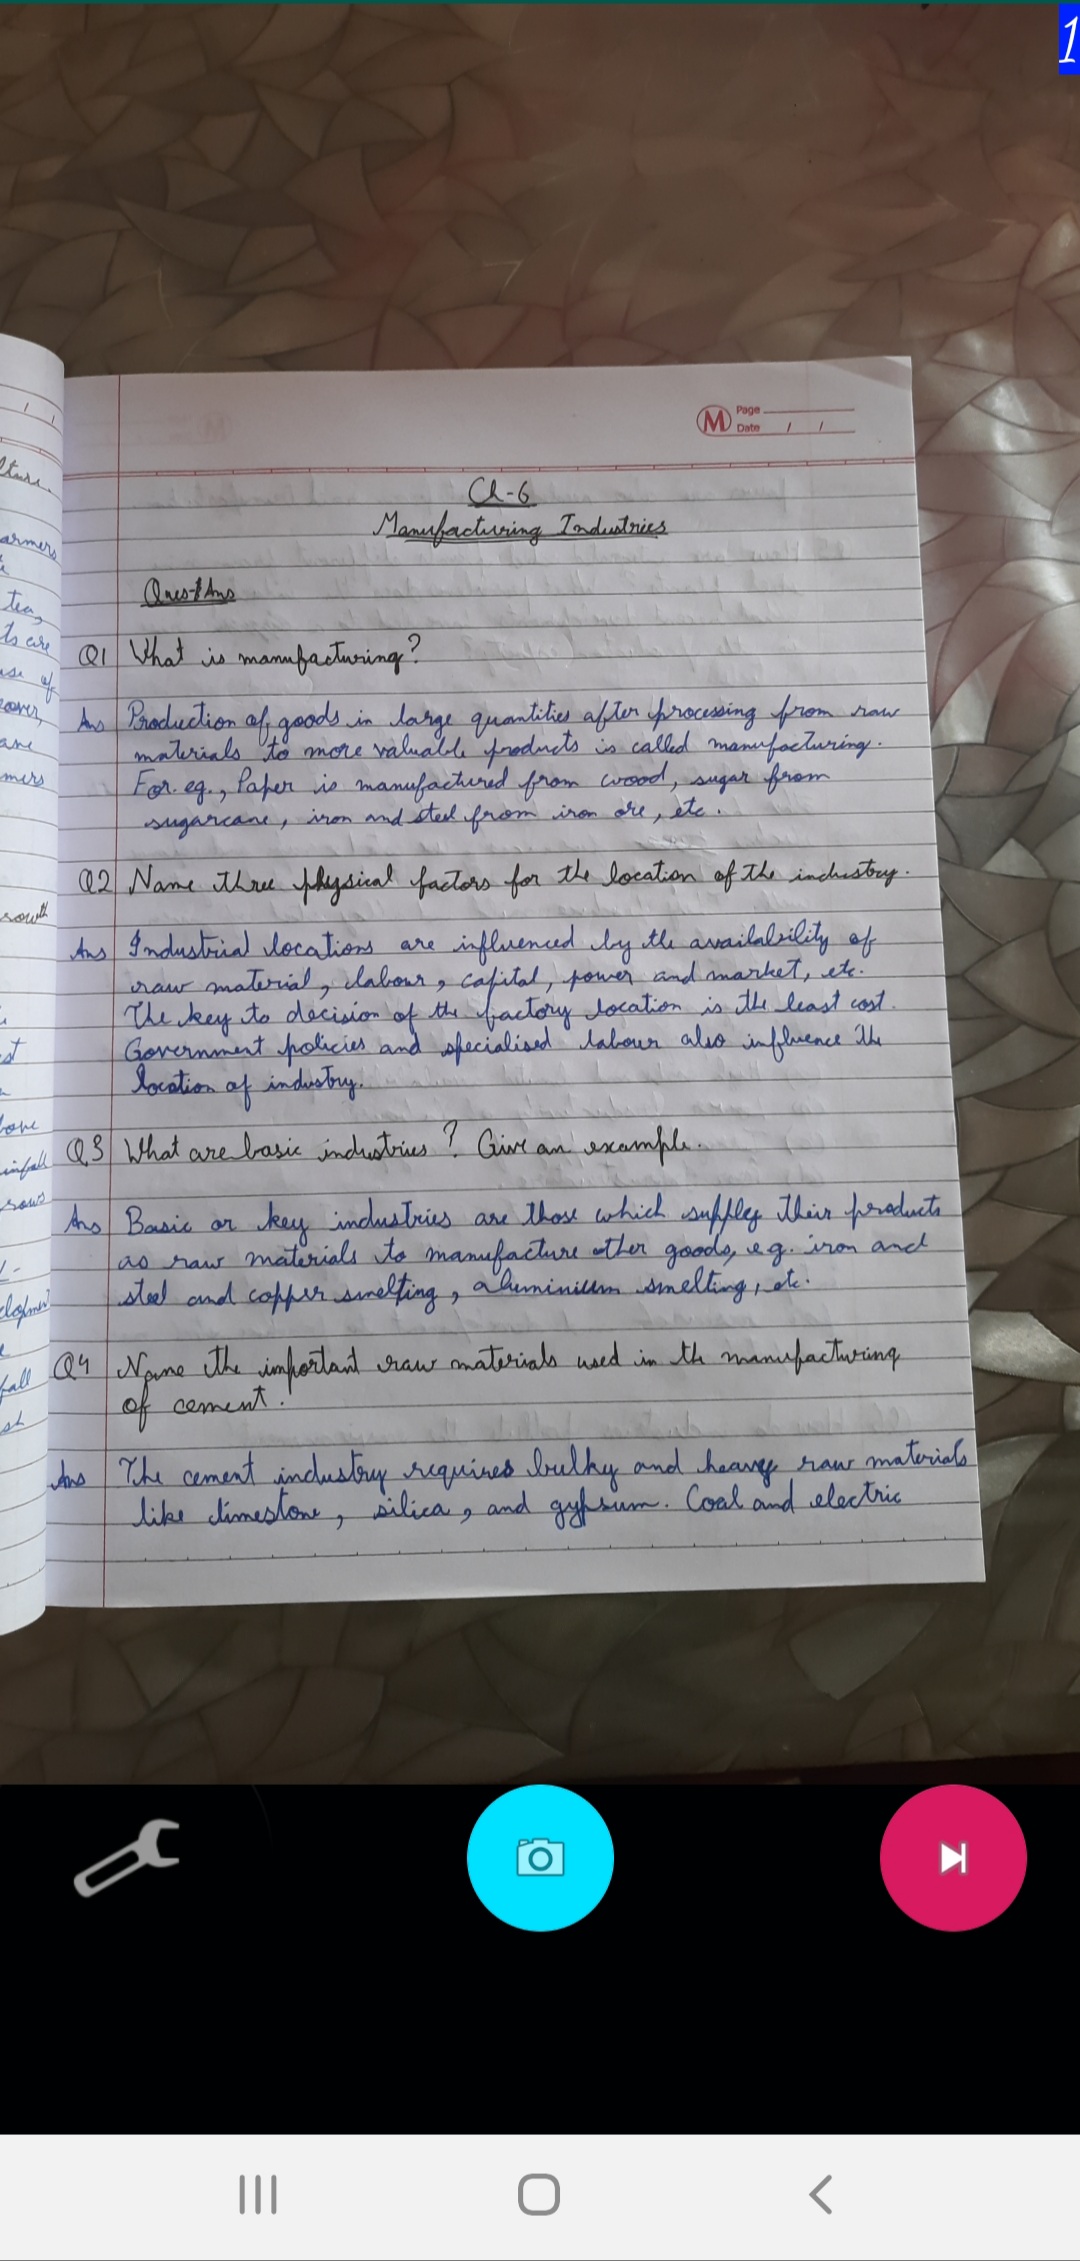 1
M Page
Date / /
Ch-6
Manufacturing Industries
Ques+Ans
Q1 What is manufacturing?
Ans Production of goods in large quantities after processing from raw
materials to more valuable products is called manufacturing.
For. eg., Paper is manufactured from wood, sugar from
sugarcane, iron and steel from iron ore, etc.
Q2 Name three physical factors for the location of the industry.
Ans Industrial locations are influenced by the availability of
raw material, labour, capital, power and market, etc.
The key to decision of the factory location is the least cost.
Government policies and specialised labour also influence the
location of industry.
Q3 What are basic industries? Give an example.
Ans Basic or key industries are those which supply their products
as raw materials to manufacture other goods, e.g. iron and
steel and copper smelting, aluminium smelting, etc.
Q4 Name the important raw materials used in the manufacturing
of cement.
Ans The cement industry requires bulky and heavy raw materials
like limestone, silica, and gypsum. Coal and electric